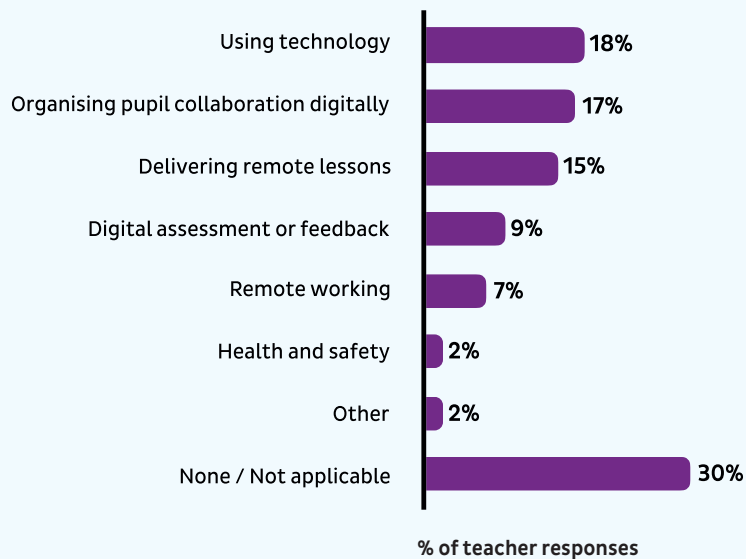 Using technology 18%
Organising pupil collaboration digitally 17%
Delivering remote lessons 15%
Digital assessment or feedback 9%
Remote working 7%
Health and safety 2%
Other 2%
None / Not applicable 30%
% of teacher responses